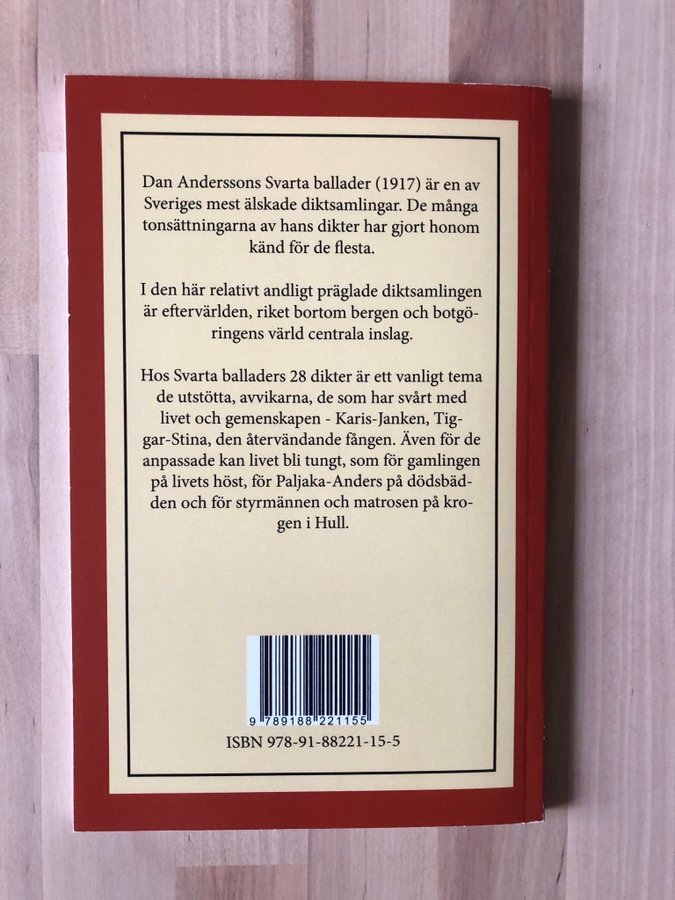 Dan Anderssons Svarta ballader (1917) är en av
Sveriges mest älskade diktsamlingar. De många
tonsättningarna av hans dikter har gjort honom
känd för de flesta.
I den här relativt andligt präglade diktsamlingen
är eftervärlden, riket bortom bergen och botgö-
ringens värld centrala inslag.
Hos Svarta balladers 28 dikter är ett vanligt tema
de utstötta, avvikarna, de som har svårt med
livet och gemenskapen - Karis-Janken, Tig-
gar-Stina, den återvändande fången. Även för de
anpassade kan livet bli tungt, som för gamlingen
på livets höst, för Paljaka-Anders på dödsbäd-
den och för styrmännen och matrosen på kro-
gen i Hull.
9 789188 221155
ISBN 978-91-88221-15-5